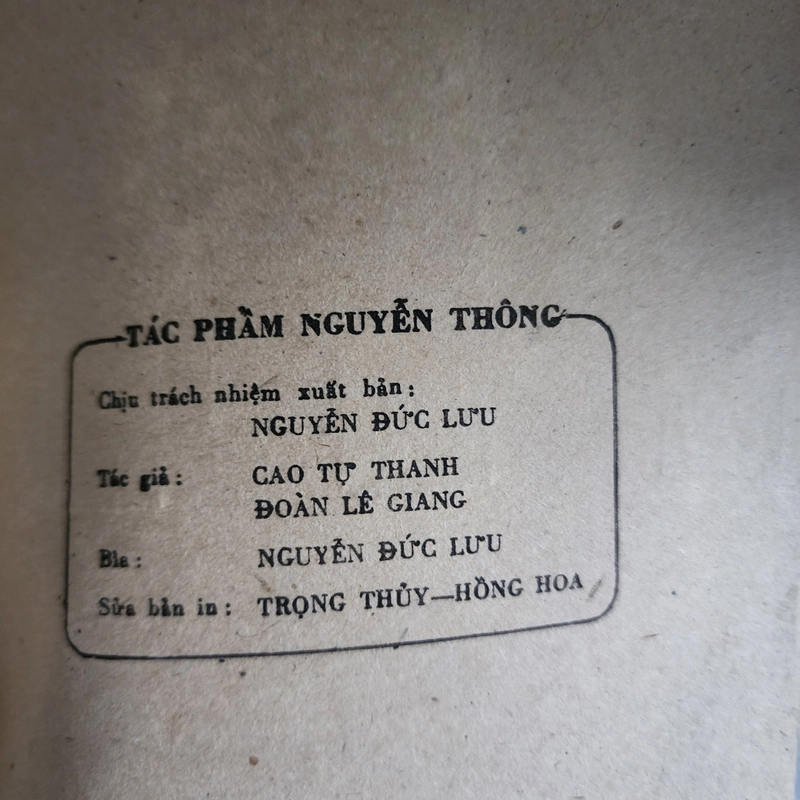 TÁC PHẨM NGUYỄN THÔNG
Chịu trách nhiệm xuất bản:
NGUYỄN ĐỨC LƯU
Tác giả: CAO TỰ THANH
ĐOÀN LÊ GIANG
Bìa: NGUYỄN ĐỨC LƯU
Sửa bản in: TRỌNG THỦY—HỒNG HOA